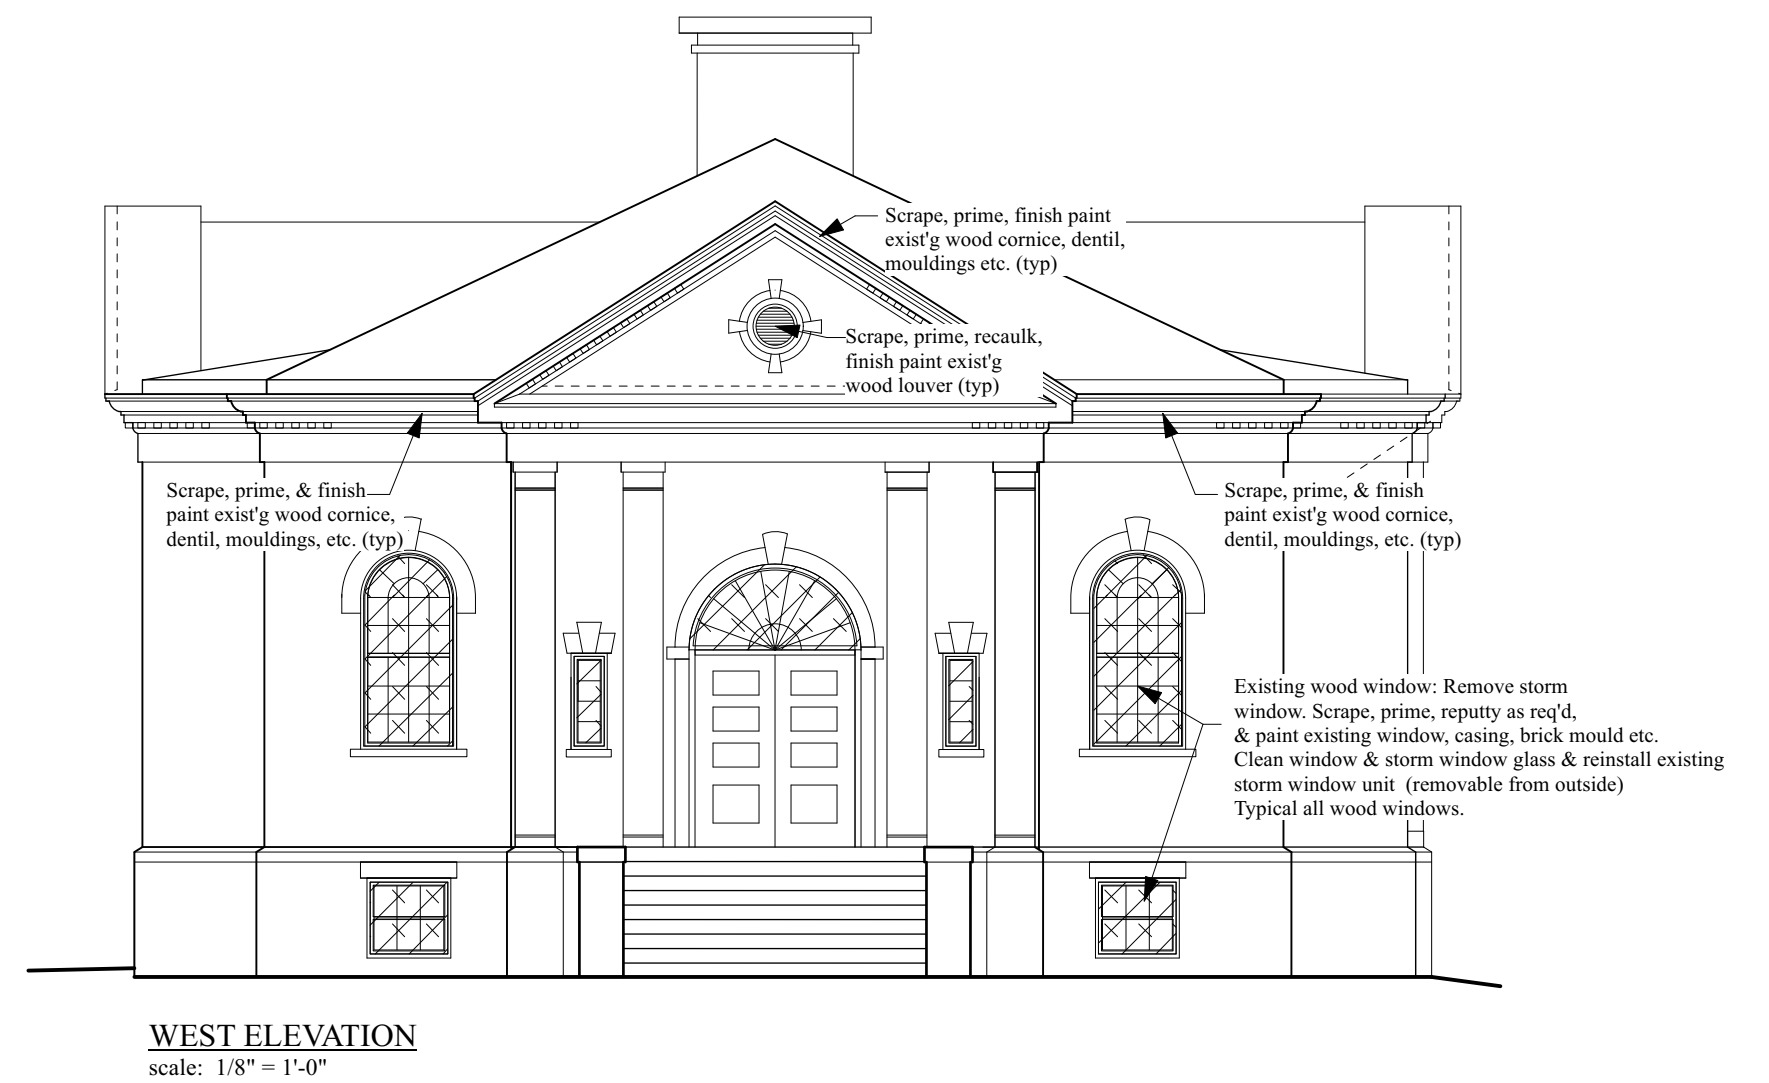 Scrape, prime, finish paint
exist'g wood cornice, dentil,
mouldings etc. (typ)
Scrape, prime, recaulk,
finish paint exist'g
wood louver (typ)
Scrape, prime, & finish
paint exist'g wood cornice,
dentil, mouldings, etc. (typ)
Scrape, prime, & finish
paint exist'g wood cornice,
dentil, mouldings, etc. (typ)
Existing wood window: Remove storm
window. Scrape, prime, reputty as req'd,
& paint existing window, casing, brick mould etc.
Clean window & storm window glass & reinstall existing
storm window unit  (removable from outside)
Typical all wood windows.
WEST ELEVATION
scale:  1/8" = 1'-0"